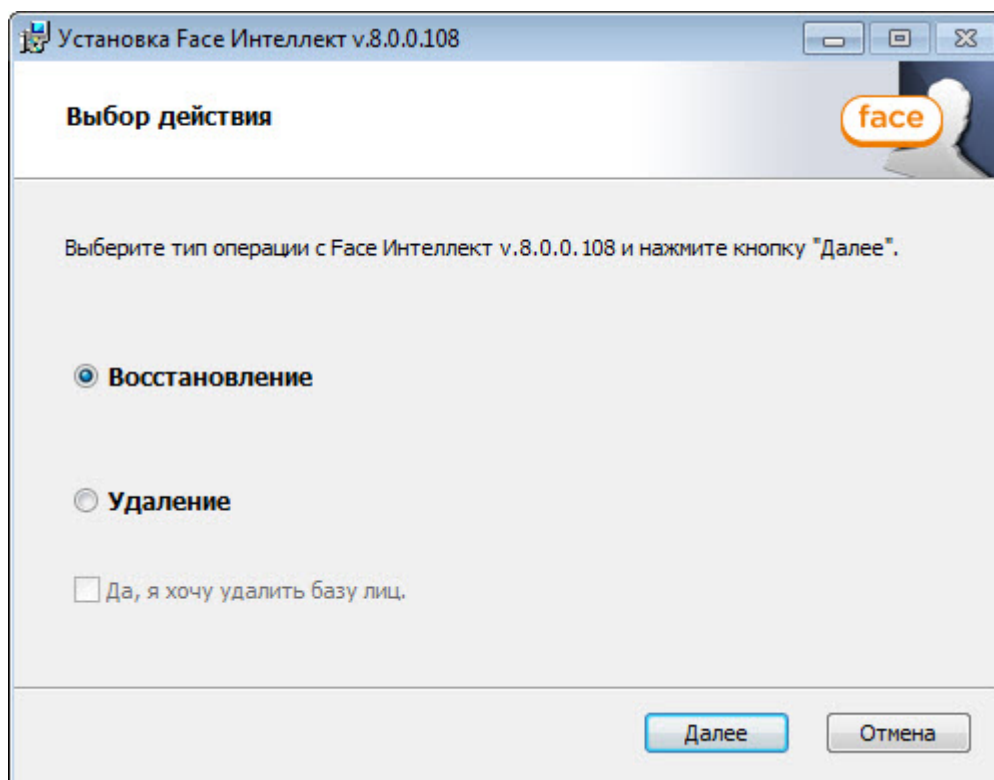 Установка Face Интеллект v.8.0.0.108
Выбор действия
face
Выберите тип операции с Face Интеллект v.8.0.0.108 и нажмите кнопку "Далее".
Восстановление
Удаление
Да, я хочу удалить базу лиц.
Далее
Отмена